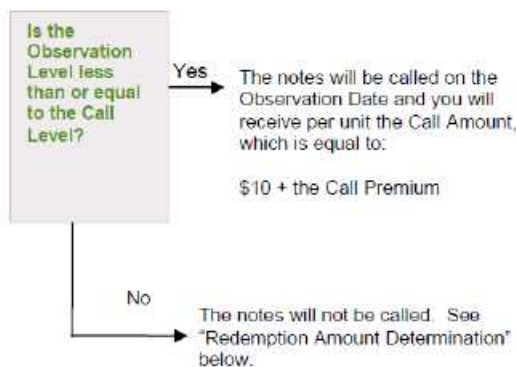 Is the
Observation
Level less
than or equal
to the Call
Level?
Yes
The notes will be called on the
Observation Date and you will
receive per unit the Call Amount,
which is equal to:
$10 + the Call Premium
No
The notes will not be called. See
"Redemption Amount Determination"
below.